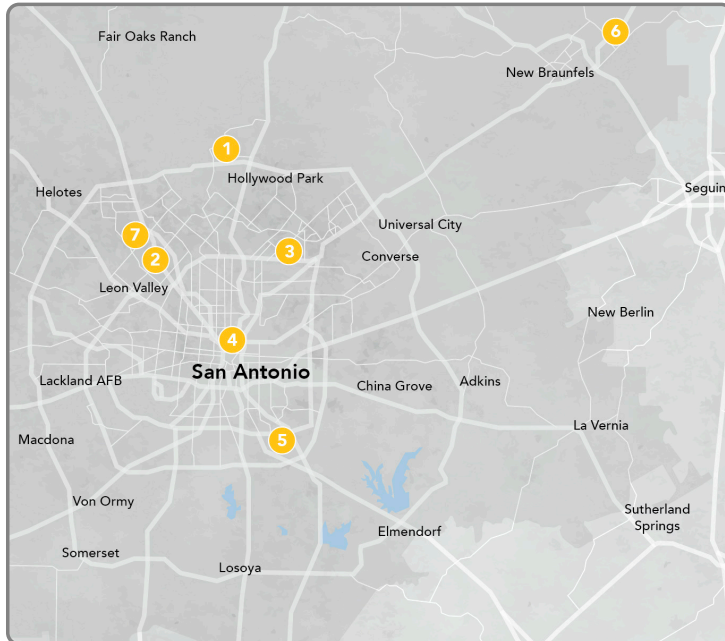 6
Fair Oaks Ranch
New Braunfels
1
Hollywood Park
Helotes
Seguin
Universal City
7
3
2
Converse
Leon Valley
New Berlin
4
San Antonio
Lackland AFB
China Grove
Adkins
La Vernia
Macdona
5
Von Ormy
Sutherland
Springs
Elmendorf
Somerset
Losoya